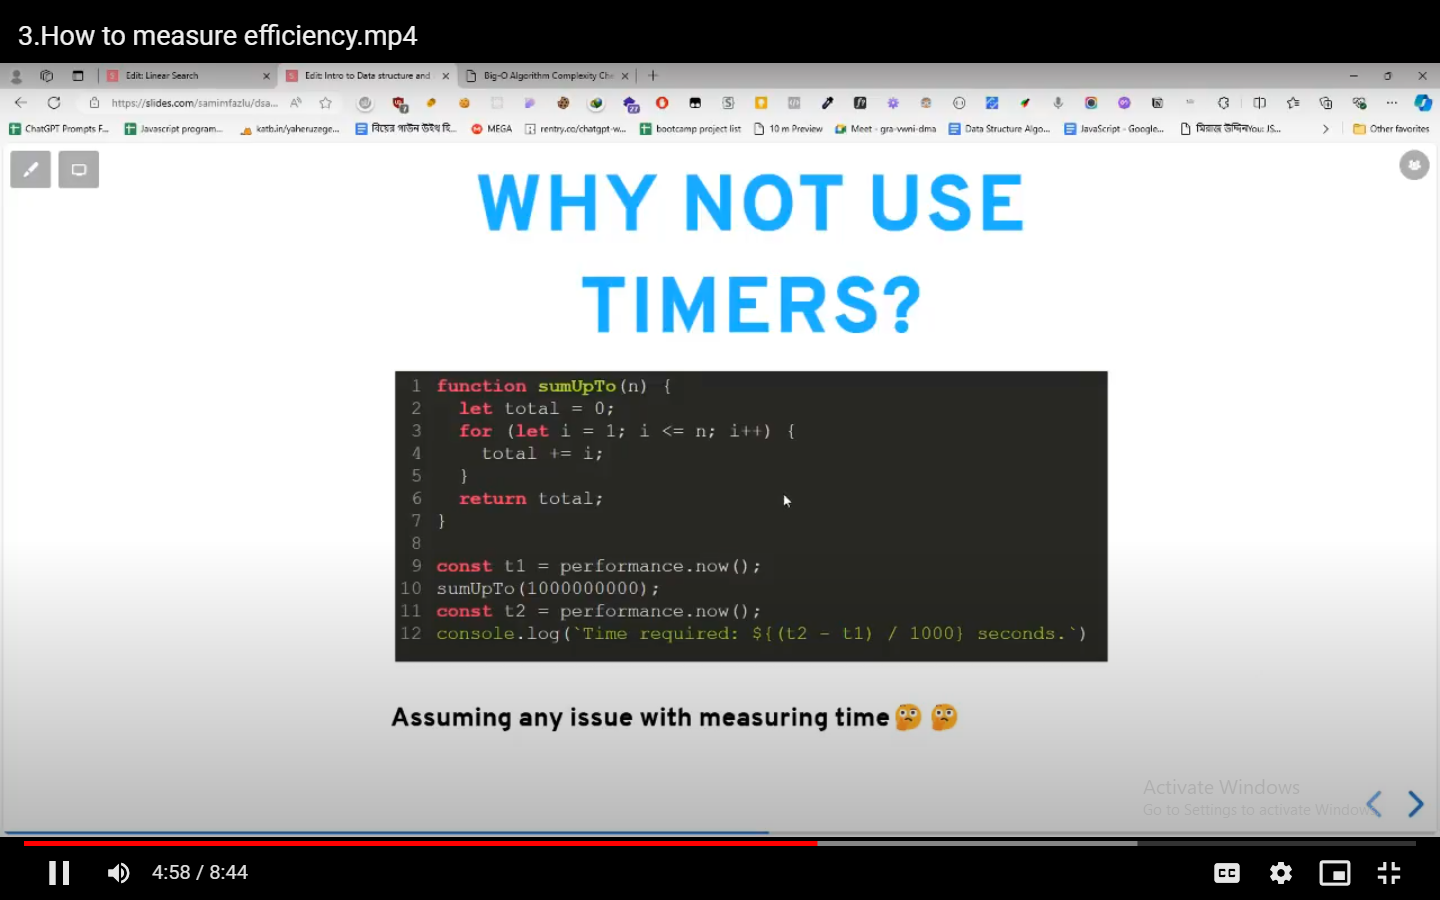 3.How to measure efficiency.mp4
Edit: Linear Search
Edit: Intro to Data structure and
Big-O Algorithm Complexity Che
https://slides.com/samimfazlu/dsa...
ChatGPT Prompts F...
Javascript program...
katb.in/yaheruzege...
বিয়ের গাউন উইথ হি...
MEGA
rentry.co/chatgpt-w...
bootcamp project list
10 m Preview
Meet - gra-vwni-dma
Data Structure Algo...
JavaScript - Google...
Other favorites
WHY NOT USE
TIMERS?
1 function sumUpTo(n) {
2 let total = 0;
3 for (let i = 1; i <= n; i++) {
4 total += i;
5 }
6 return total;
7 }
8
9 const t1 = performance.now();
10 sumUpTo(1000000000);
11 const t2 = performance.now();
12 console.log(`Time required: ${(t2 - t1) / 1000} seconds.`)
Assuming any issue with measuring time🤔 🤔
Activate Windows
Go to Settings to activate Windows
4:58 / 8:44
CC